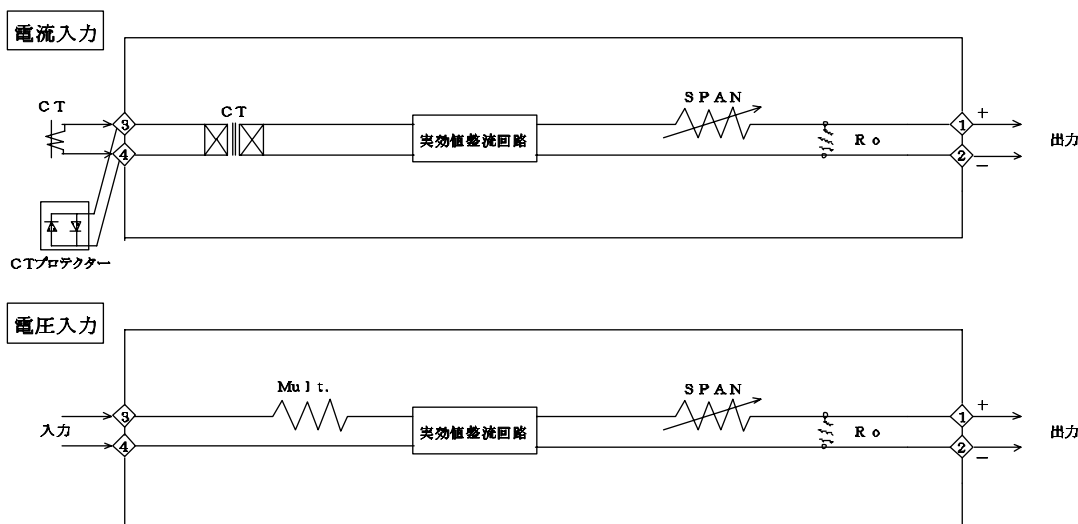 電流入力
CT
3
4
CTプロテクター
CT
実効値整流回路
SPAN
Ro
1
+
2
−
出力
電圧入力
入力
3
4
Mult.
実効値整流回路
SPAN
Ro
1
+
2
−
出力